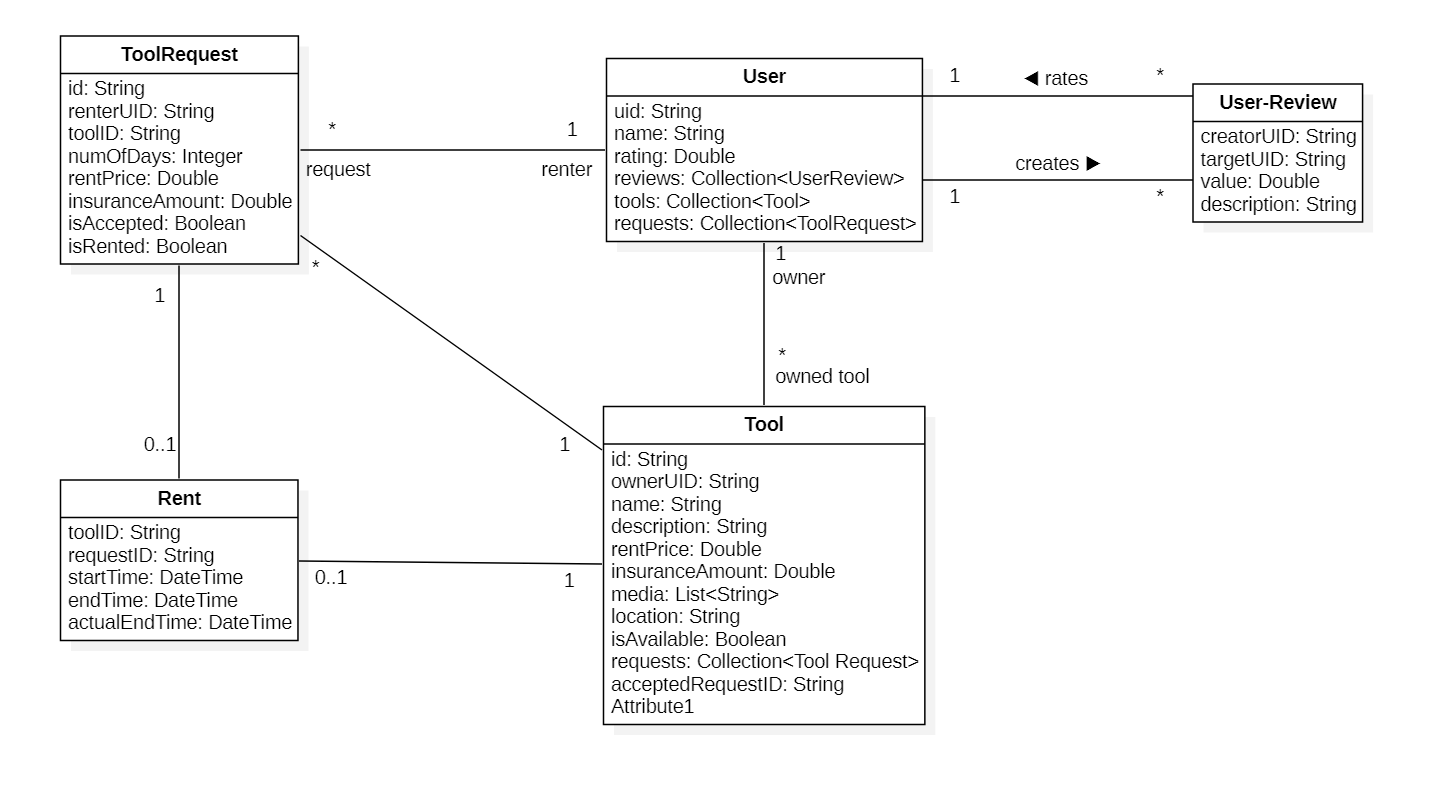 ToolRequest
id: String
renterUID: String
toolID: String
numOfDays: Integer
rentPrice: Double
insuranceAmount: Double
isAccepted: Boolean
isRented: Boolean
*
1
request
renter
User
uid: String
name: String
rating: Double
reviews: Collection<UserReview>
tools: Collection<Tool>
requests: Collection<ToolRequest>
1
◀ rates
*
creates ▶
1
*
User-Review
creatorUID: String
targetUID: String
value: Double
description: String
1
owner
*
owned tool
*
1
1
0..1
Rent
toolID: String
requestID: String
startTime: DateTime
endTime: DateTime
actualEndTime: DateTime
0..1
1
Tool
id: String
ownerUID: String
name: String
description: String
rentPrice: Double
insuranceAmount: Double
media: List<String>
location: String
isAvailable: Boolean
requests: Collection<Tool Request>
acceptedRequestID: String
Attribute1